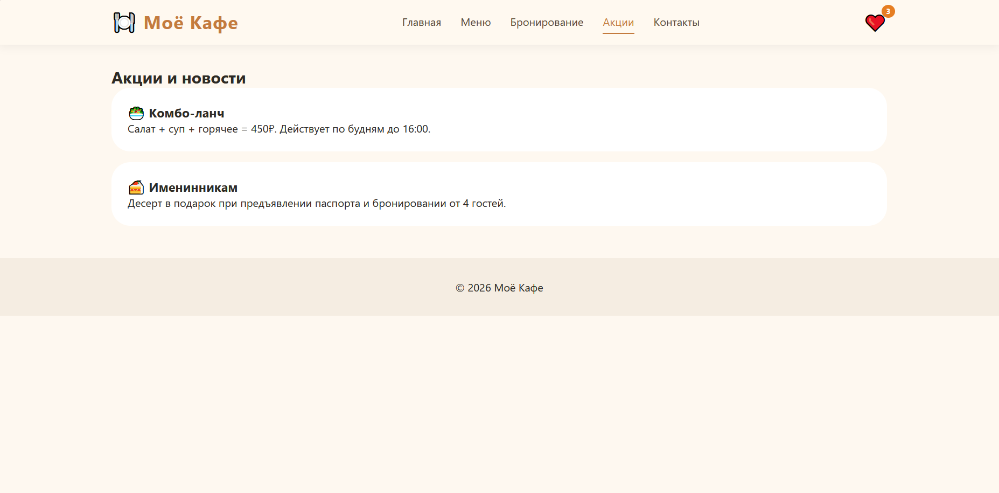 Моё Кафе
Главная Меню Бронирование Акции Контакты
3
Акции и новости
Комбо-ланч
Салат + суп + горячее = 450₽. Действует по будням до 16:00.
Именинникам
Десерт в подарок при предъявлении паспорта и бронировании от 4 гостей.
© 2026 Моё Кафе